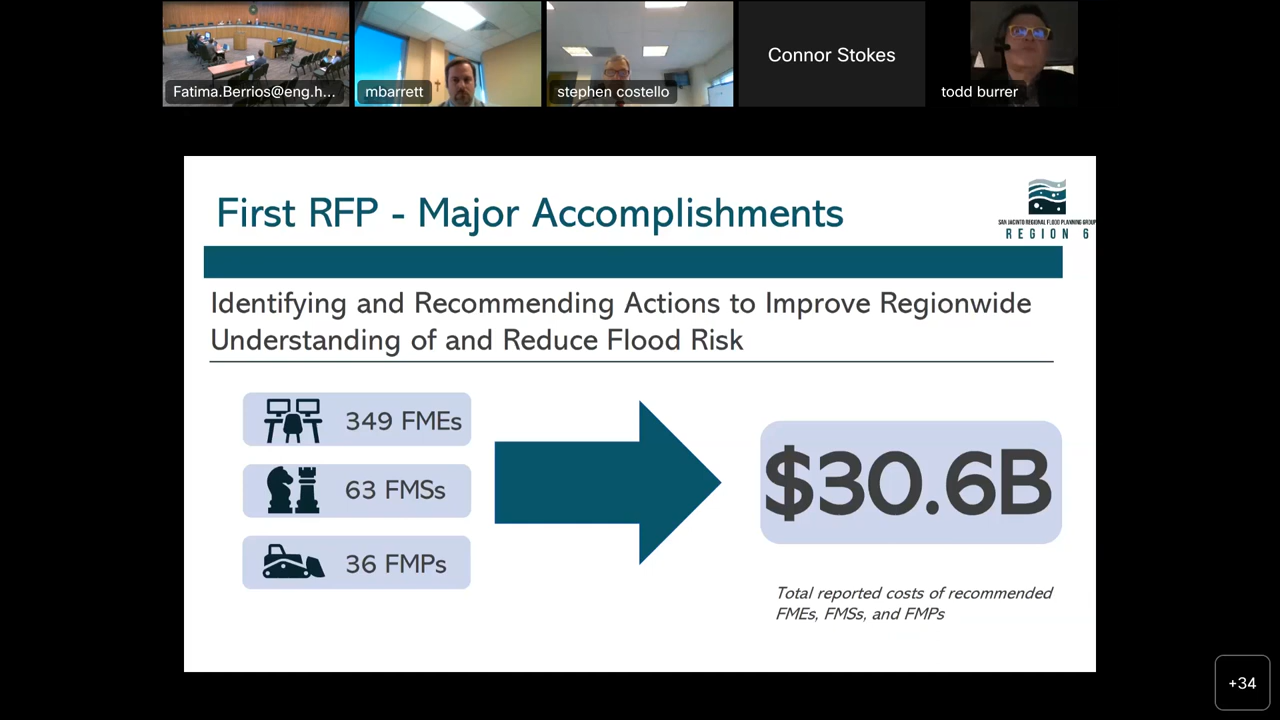 Fatima.Berrios@eng.h...
mbarrett
stephen costello
Connor Stokes
todd burrer
First RFP - Major Accomplishments
SAN JACINTO REGIONAL FLOOD PLANNING GROUP
REGION 6
Identifying and Recommending Actions to Improve Regionwide
Understanding of and Reduce Flood Risk
349 FMEs
63 FMSs
36 FMPs
$30.6B
Total reported costs of recommended
FMEs, FMSs, and FMPs
+34